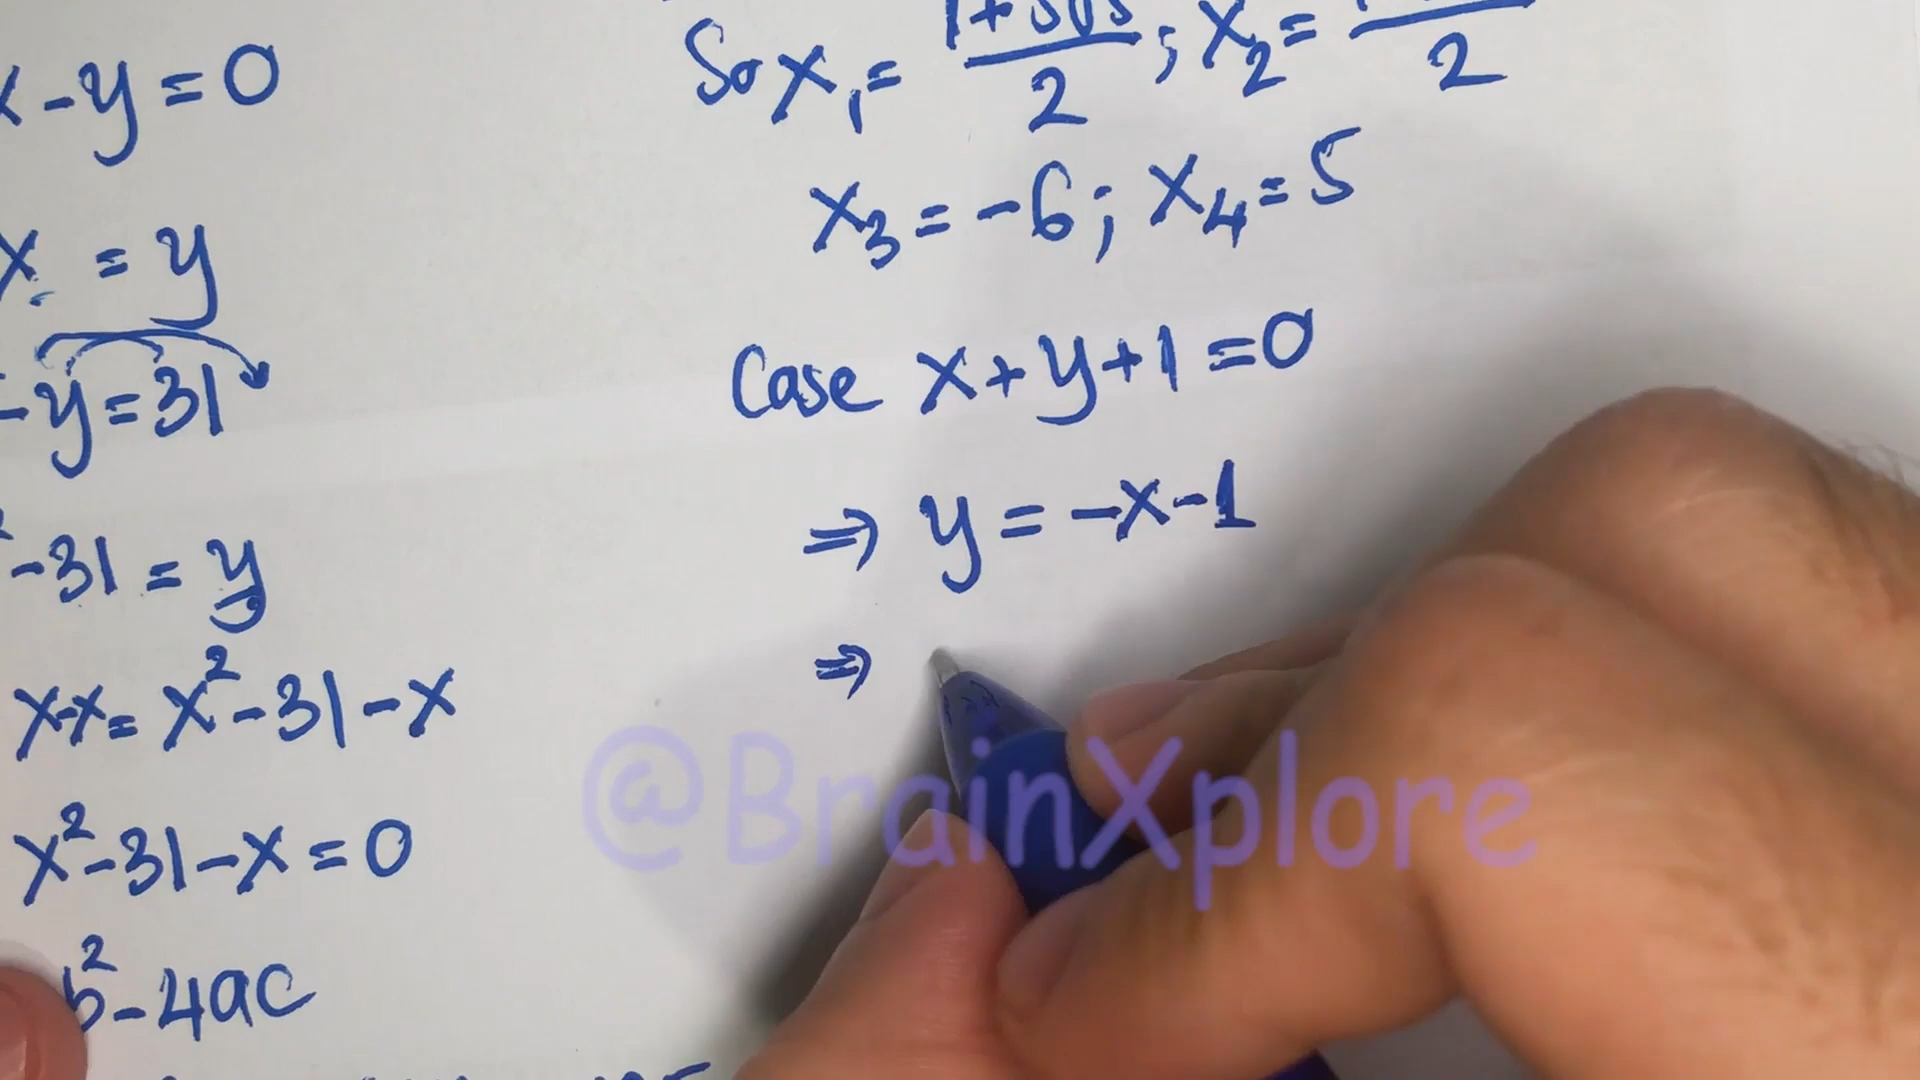 x-y=0
x = y
-y=31
-31 = y
x-x= x²-31-x
x²-31-x=0
b²-4ac
So x₁= /2 ; x₂= /2
x₃=-6; x₄=5
Case x+y+1=0
⇒ y=-x-1
⇒
@BrainXplore